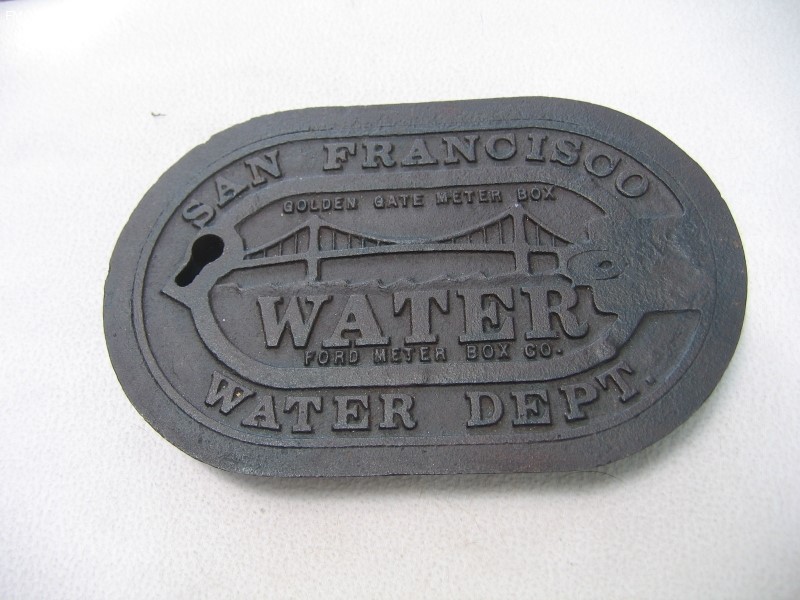 SAN FRANCISCO
GOLDEN GATE METER BOX
WATER
FORD METER BOX CO.
WATER DEPT.